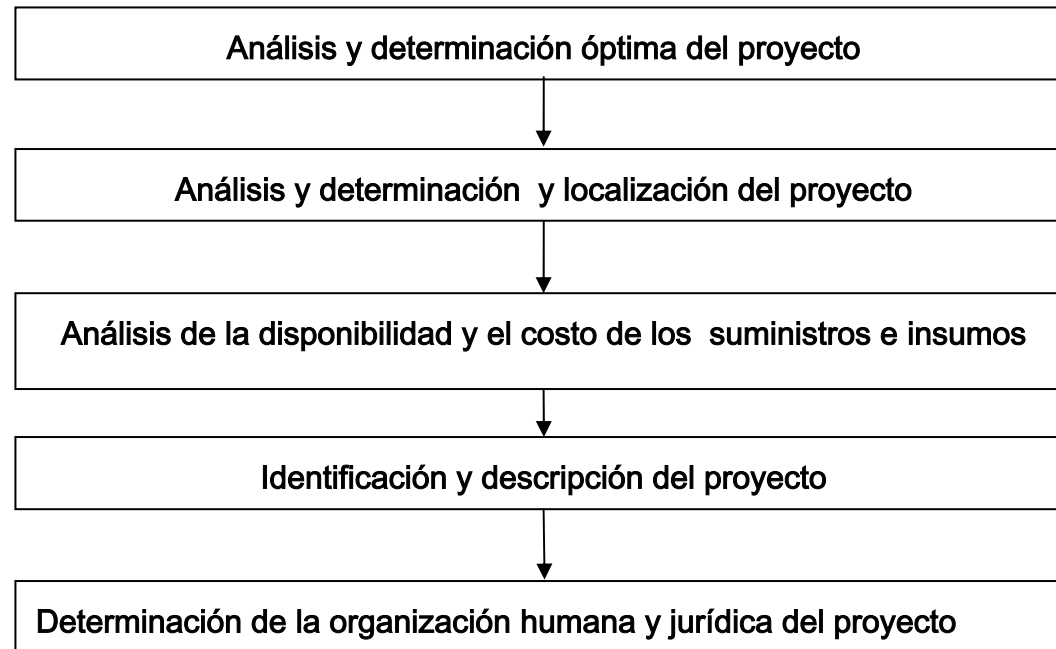 Análisis y determinación óptima del proyecto
Análisis y determinación  y localización del proyecto
Análisis de la disponibilidad y el costo de los  suministros e insumos
Identificación y descripción del proyecto
Determinación de la organización humana y jurídica del proyecto